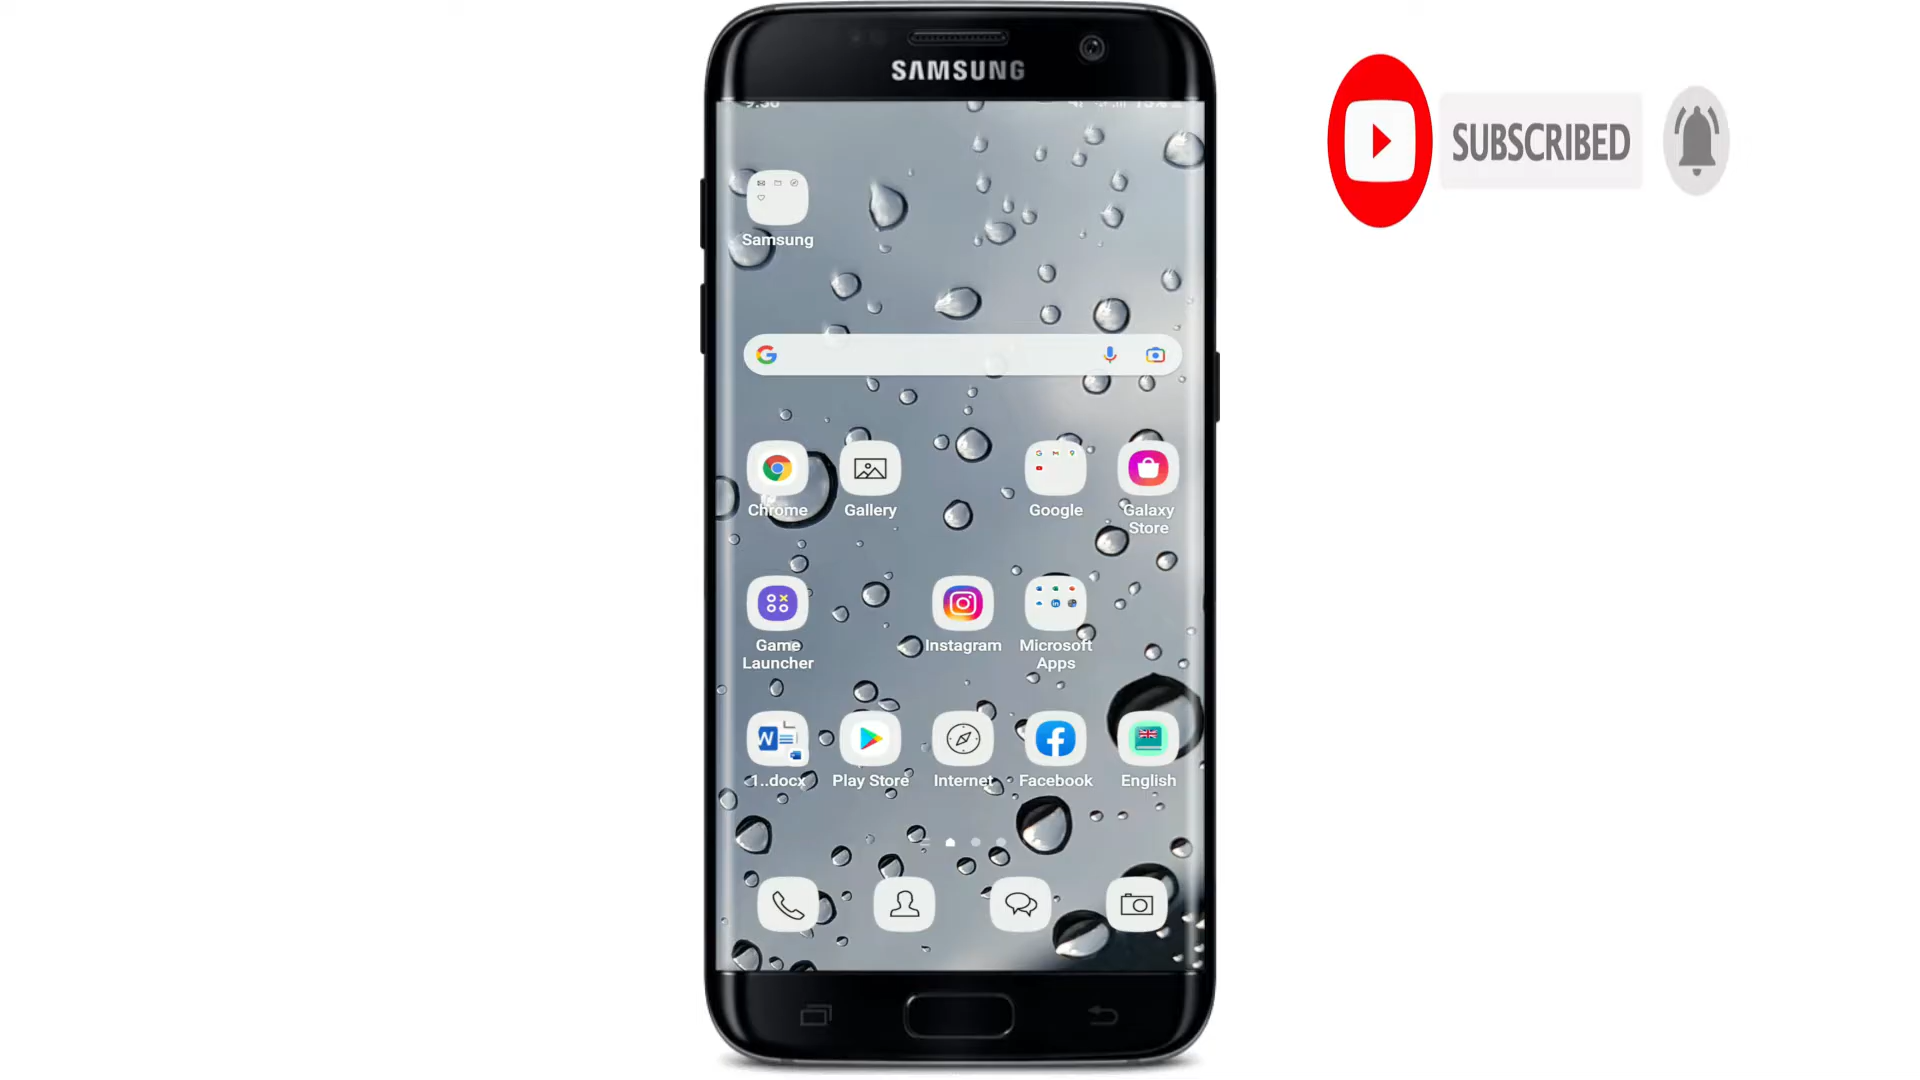 SAMSUNG
SUBSCRIBED
Samsung
Chrome
Gallery
Google
Galaxy
Store
Game
Launcher
Instagram
Microsoft
Apps
1..docx
Play Store
Internet
Facebook
English